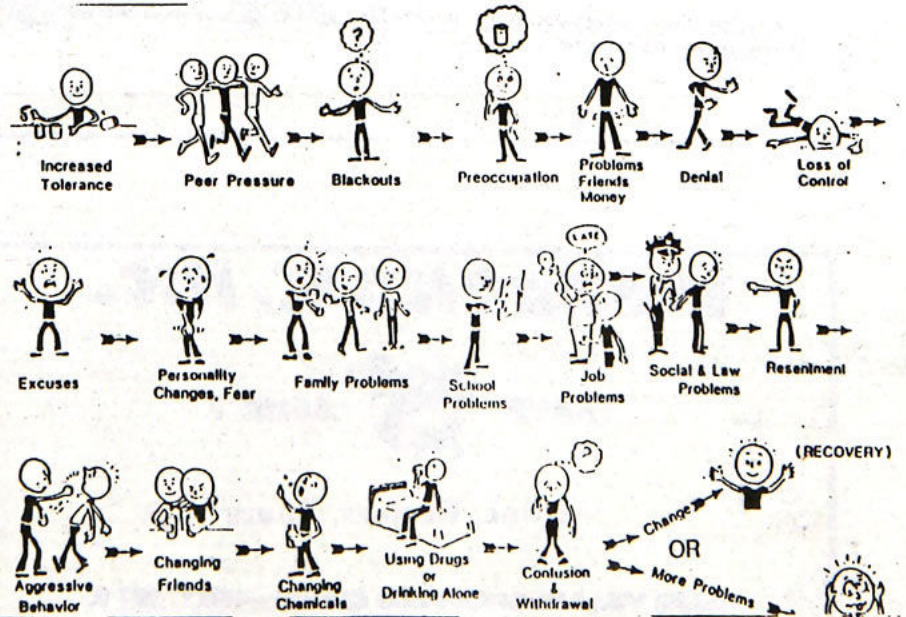 ?
Increased
Tolerance
Peer Pressure
Blackouts
Preoccupation
Problems
Friends
Money
Denial
Loss of
Control
Excuses
Personality
Changes, Fear
Family Problems
School
Problems
LATE
Job
Problems
Social & Law
Problems
Resentment
Aggressive
Behavior
Changing
Friends
Changing
Chemicals
Using Drugs
or
Drinking Alone
?
Confusion
&
Withdrawal
Change
(RECOVERY)
OR
More Problems